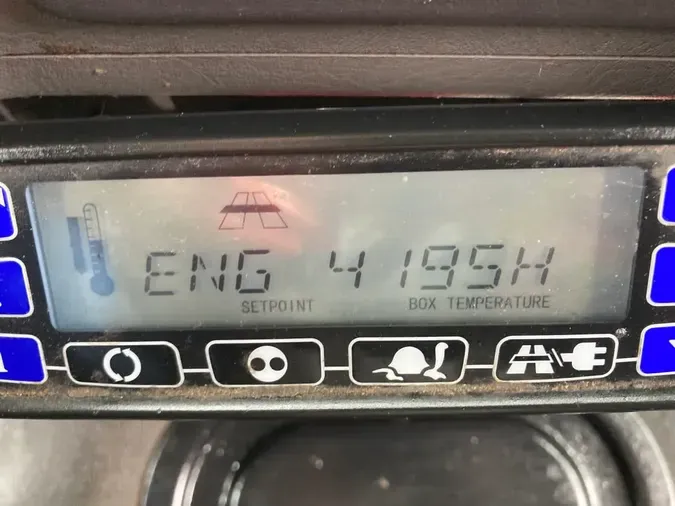 ENG 4195H
SETPOINT BOX TEMPERATURE